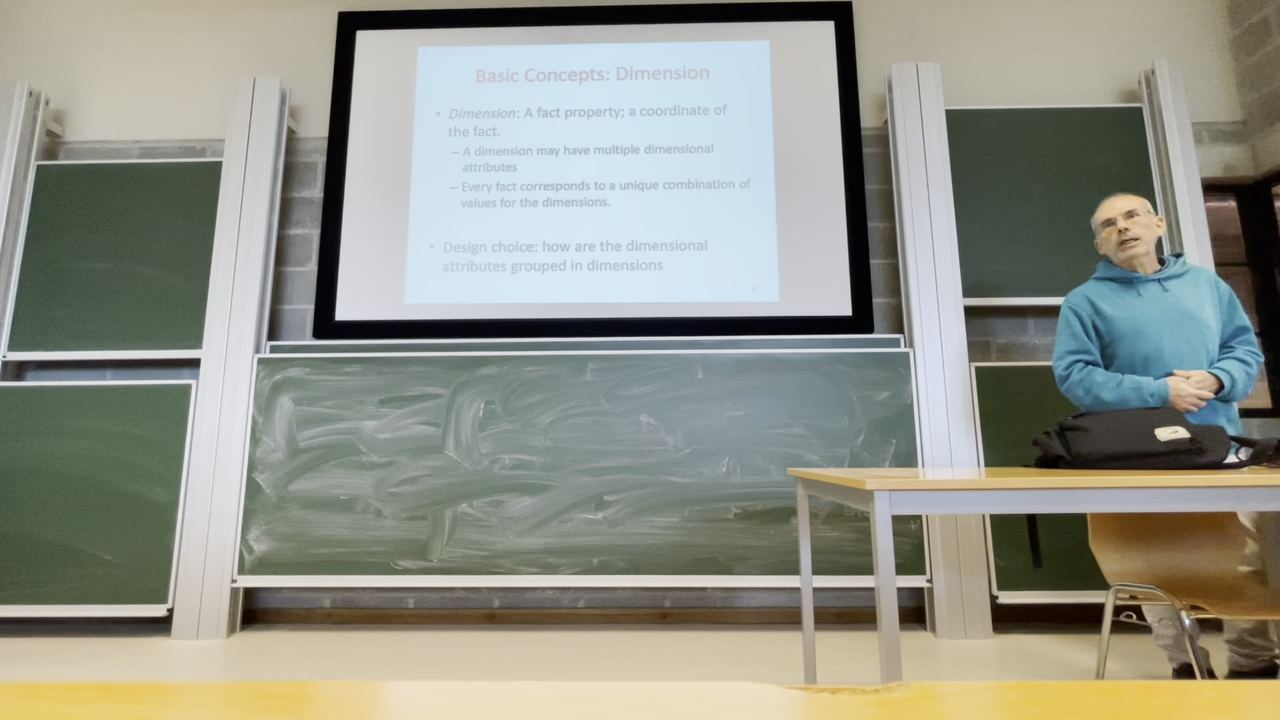 Basic Concepts: Dimension
• Dimension: A fact property; a coordinate of
the fact.
– A dimension may have multiple dimensional
attributes
– Every fact corresponds to a unique combination of
values for the dimensions.
• Design choice: how are the dimensional
attributes grouped in dimensions